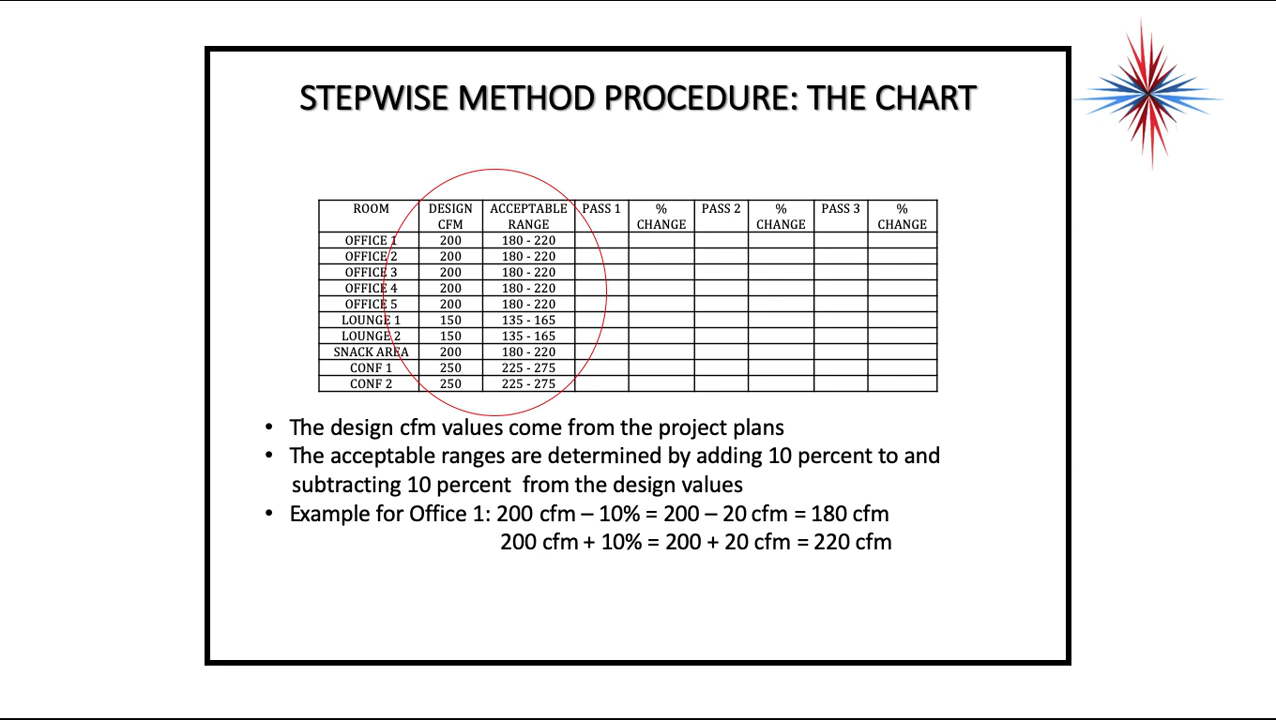 STEPWISE METHOD PROCEDURE: THE CHART
ROOM DESIGN CFM ACCEPTABLE RANGE PASS 1 % CHANGE PASS 2 % CHANGE PASS 3 % CHANGE
OFFICE 1 200 180 - 220
OFFICE 2 200 180 - 220
OFFICE 3 200 180 - 220
OFFICE 4 200 180 - 220
OFFICE 5 200 180 - 220
LOUNGE 1 150 135 - 165
LOUNGE 2 150 135 - 165
SNACK AREA 200 180 - 220
CONF 1 250 225 - 275
CONF 2 250 225 - 275
• The design cfm values come from the project plans
• The acceptable ranges are determined by adding 10 percent to and
subtracting 10 percent from the design values
• Example for Office 1: 200 cfm – 10% = 200 – 20 cfm = 180 cfm
200 cfm + 10% = 200 + 20 cfm = 220 cfm